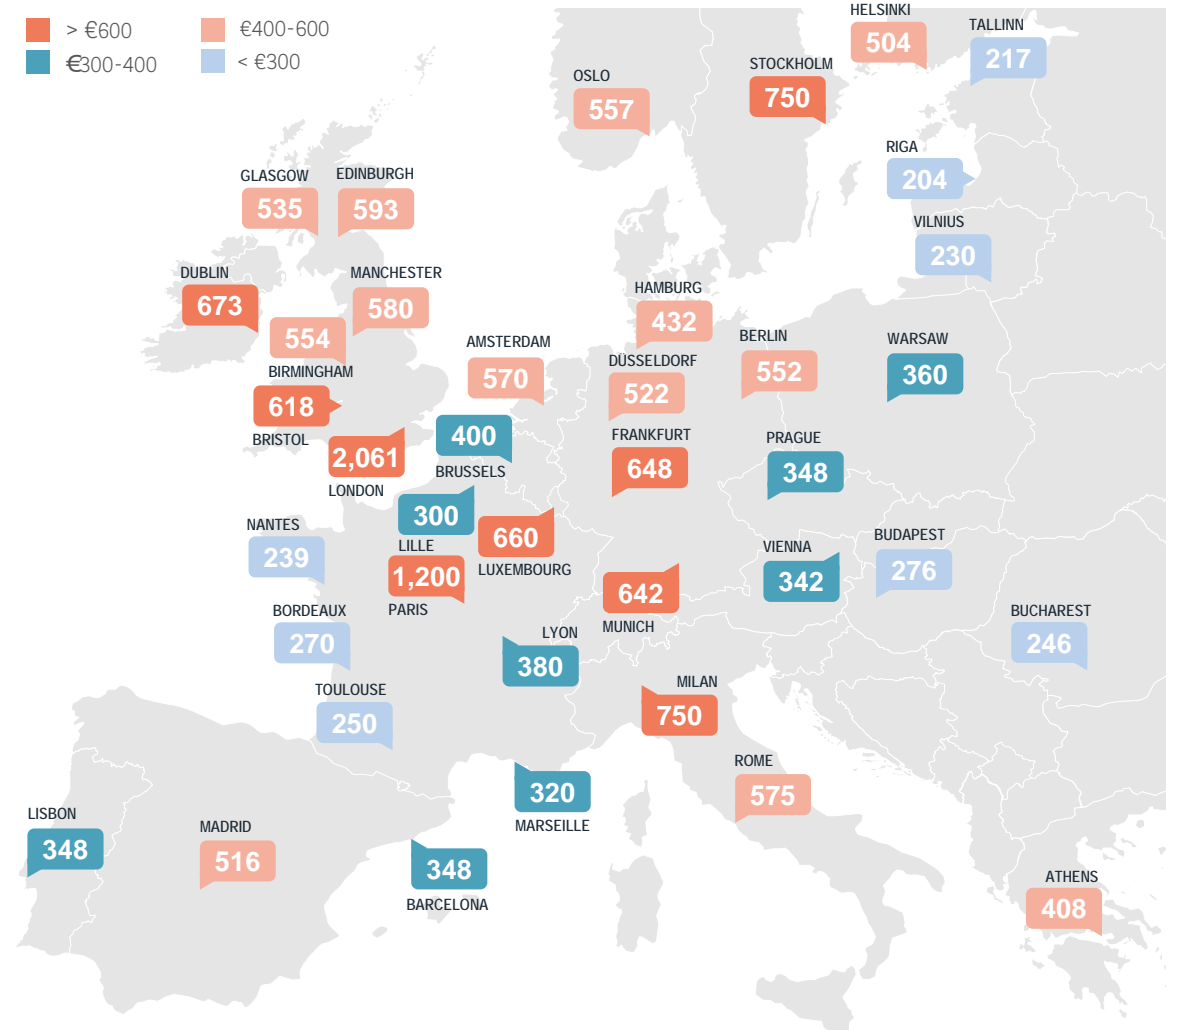 > €600
€400-600
€300-400
< €300
HELSINKI
504
TALLINN
217
STOCKHOLM
750
OSLO
557
RIGA
204
GLASGOW
535
EDINBURGH
593
VILNIUS
230
DUBLIN
673
MANCHESTER
580
HAMBURG
432
554
BIRMINGHAM
AMSTERDAM
570
BERLIN
552
WARSAW
360
DÜSSELDORF
522
618
BRISTOL
400
BRUSSELS
FRANKFURT
648
PRAGUE
348
2,061
LONDON
300
LILLE
660
LUXEMBOURG
NANTES
239
VIENNA
342
BUDAPEST
276
1,200
PARIS
642
MUNICH
BORDEAUX
270
LYON
380
BUCHAREST
246
TOULOUSE
250
MILAN
750
ROME
575
320
MARSEILLE
LISBON
348
MADRID
516
348
BARCELONA
ATHENS
408